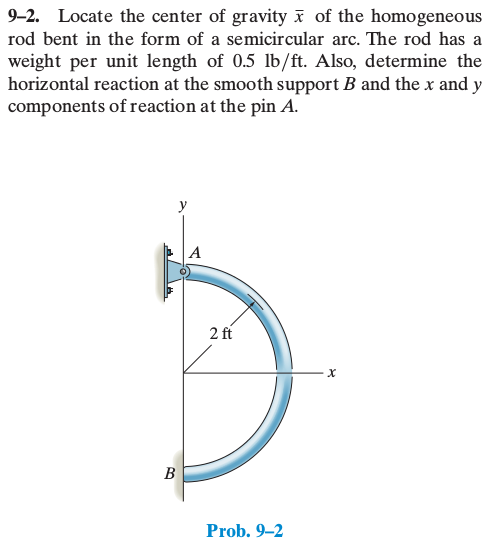 9–2. Locate the center of gravity x̄ of the homogeneous
rod bent in the form of a semicircular arc. The rod has a
weight per unit length of 0.5 lb/ft. Also, determine the
horizontal reaction at the smooth support B and the x and y
components of reaction at the pin A.
y
A
2 ft
x
B
Prob. 9–2